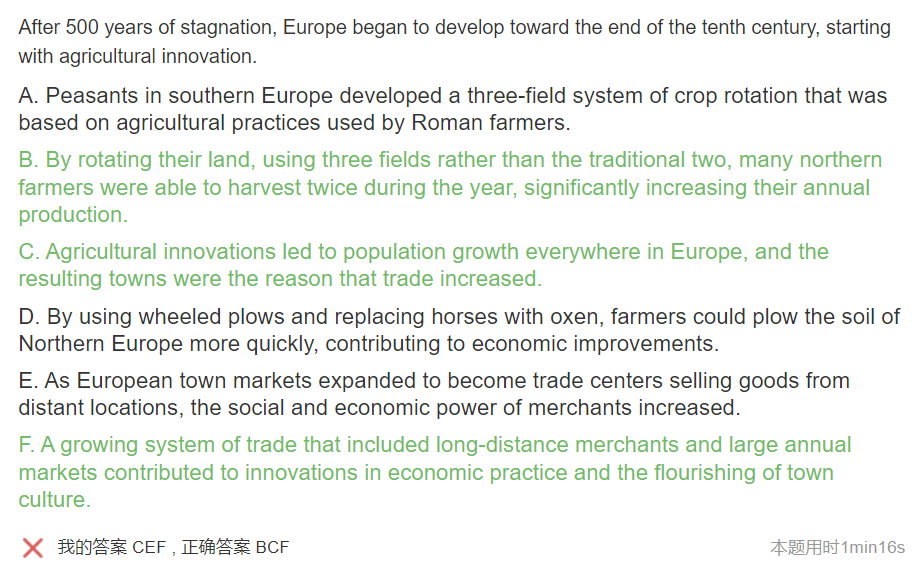 After 500 years of stagnation, Europe began to develop toward the end of the tenth century, starting
with agricultural innovation.
A. Peasants in southern Europe developed a three-field system of crop rotation that was
based on agricultural practices used by Roman farmers.
B. By rotating their land, using three fields rather than the traditional two, many northern
farmers were able to harvest twice during the year, significantly increasing their annual
production.
C. Agricultural innovations led to population growth everywhere in Europe, and the
resulting towns were the reason that trade increased.
D. By using wheeled plows and replacing horses with oxen, farmers could plow the soil of
Northern Europe more quickly, contributing to economic improvements.
E. As European town markets expanded to become trade centers selling goods from
distant locations, the social and economic power of merchants increased.
F. A growing system of trade that included long-distance merchants and large annual
markets contributed to innovations in economic practice and the flourishing of town
culture.
我的答案 CEF , 正确答案 BCF 本题用时1min16s